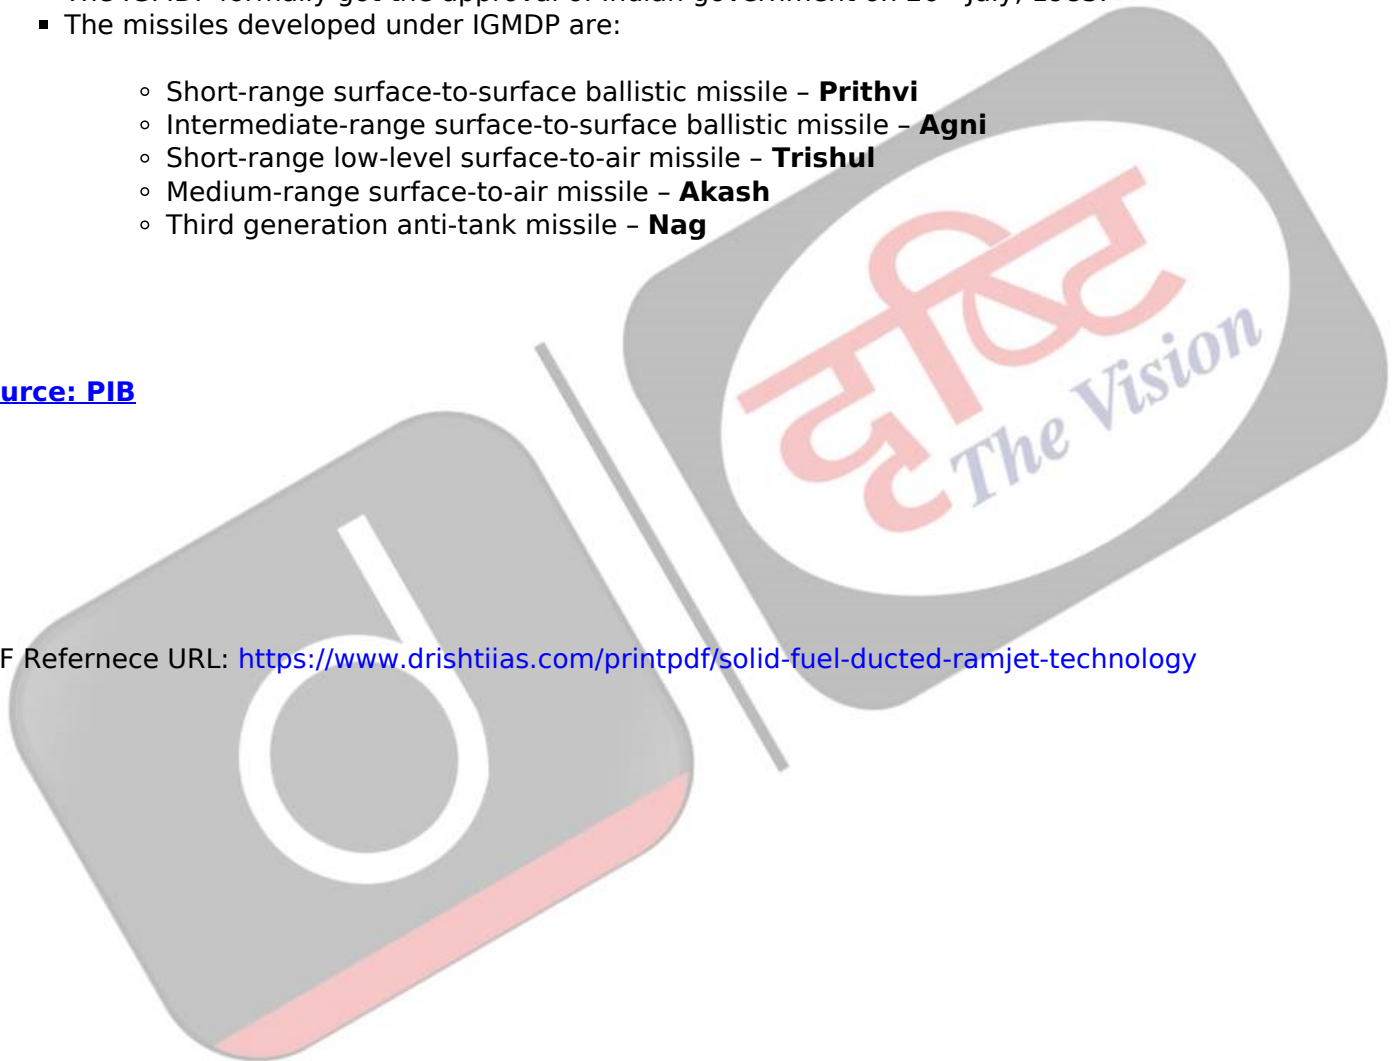 The missiles developed under IGMDP are:
Short-range surface-to-surface ballistic missile – Prithvi
Intermediate-range surface-to-surface ballistic missile – Agni
Short-range low-level surface-to-air missile – Trishul
Medium-range surface-to-air missile – Akash
Third generation anti-tank missile – Nag
दृष्टि
The Vision
urce: PIB
d
F Refernece URL: https://www.drishtiias.com/printpdf/solid-fuel-ducted-ramjet-technology